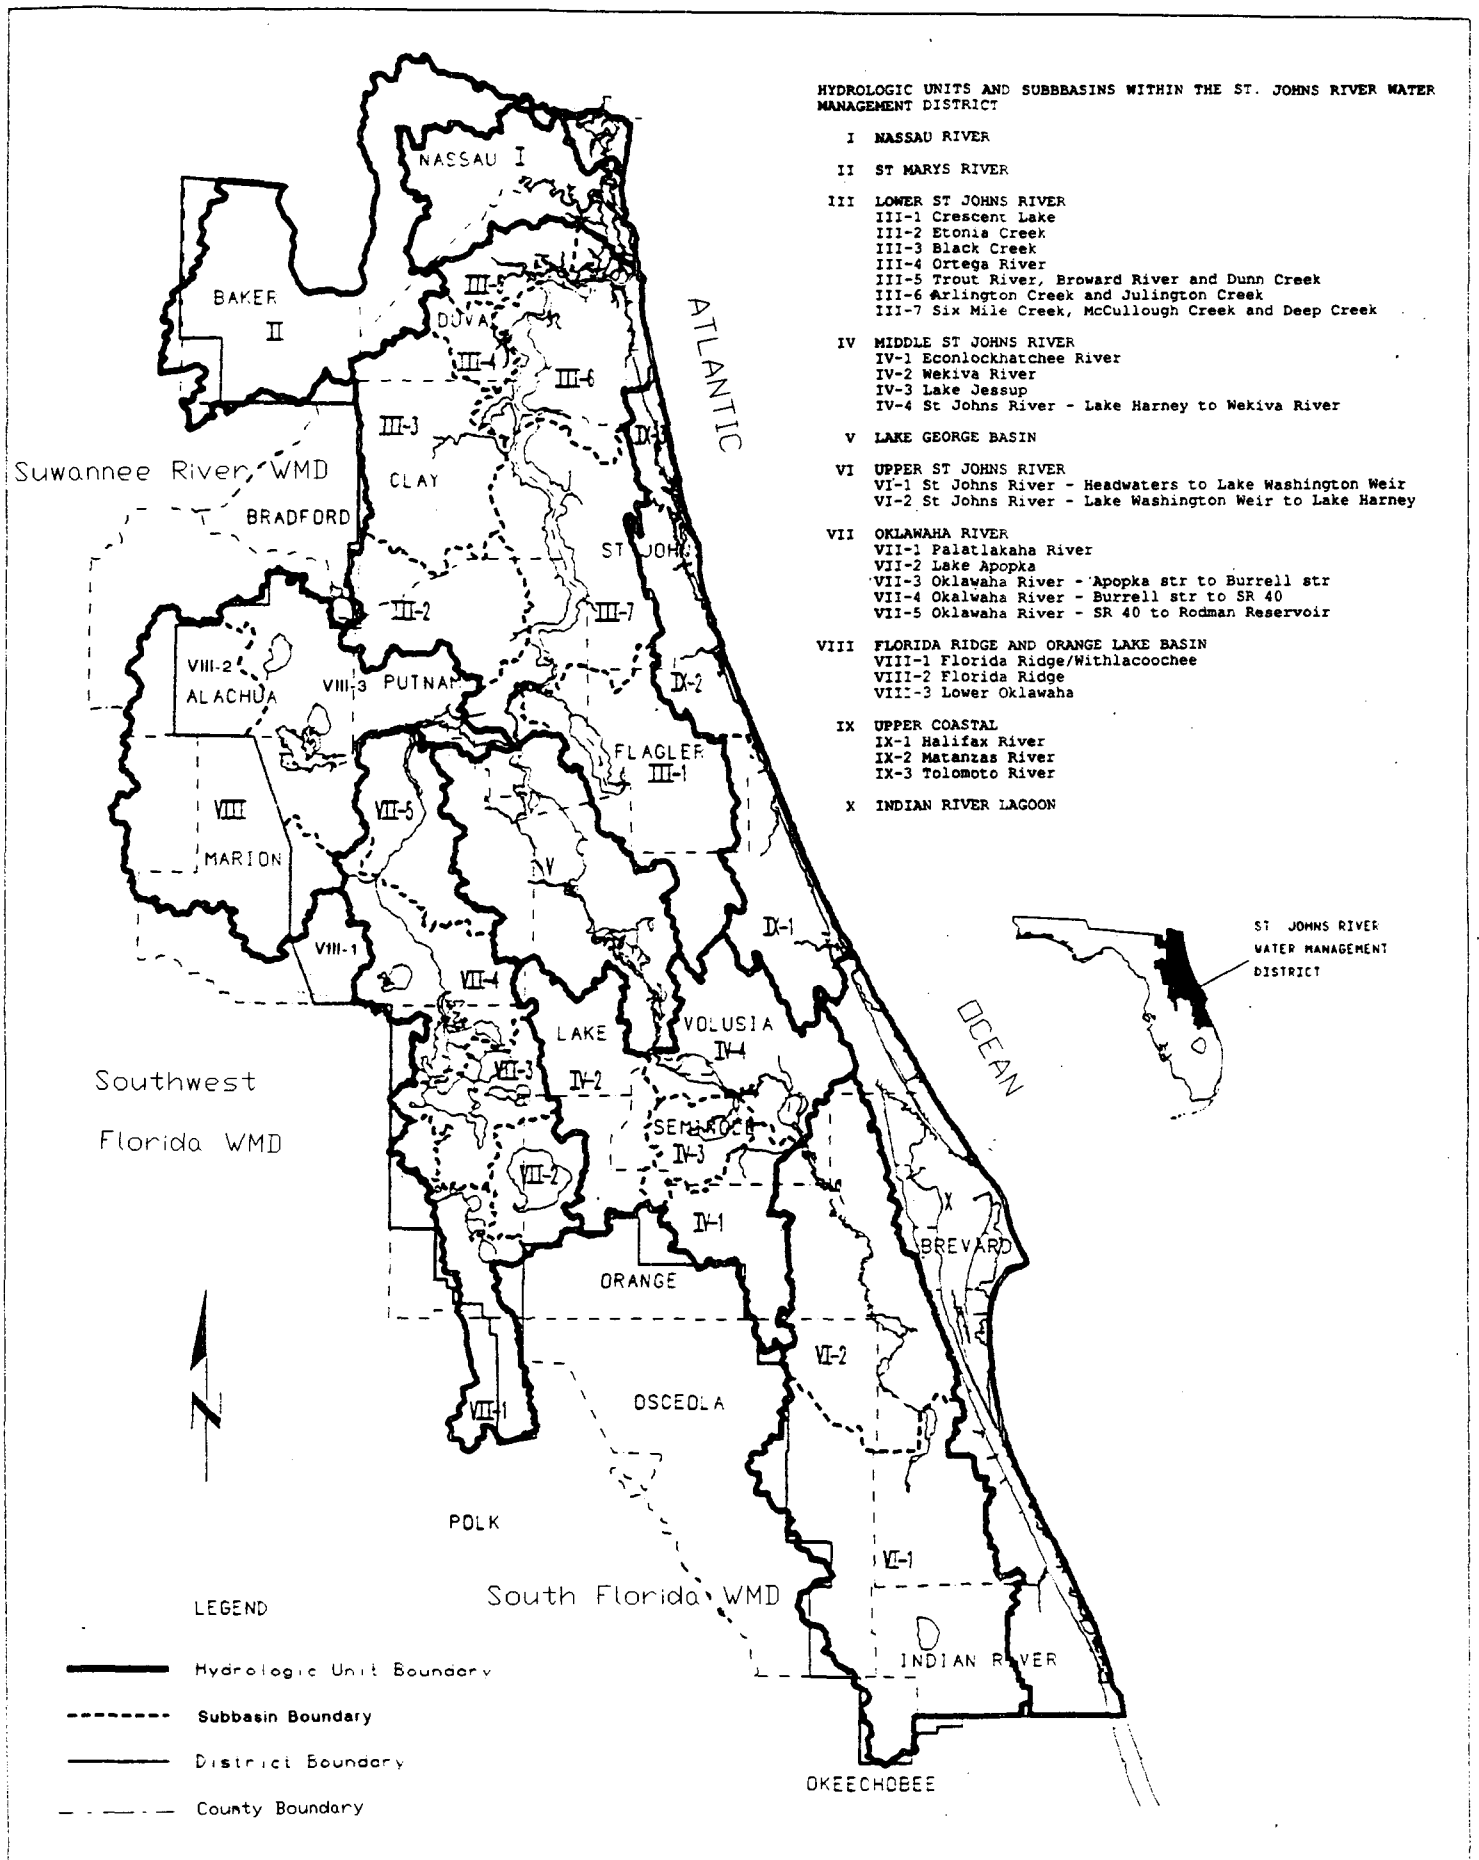 HYDROLOGIC UNITS AND SUBBBASINS WITHIN THE ST. JOHNS RIVER WATER
MANAGEMENT DISTRICT
I NASSAU RIVER
II ST MARYS RIVER
III LOWER ST JOHNS RIVER
III-1 Crescent Lake
III-2 Etonia Creek
III-3 Black Creek
III-4 Ortega River
III-5 Trout River, Broward River and Dunn Creek
III-6 Arlington Creek and Julington Creek
III-7 Six Mile Creek, McCullough Creek and Deep Creek
IV MIDDLE ST JOHNS RIVER
IV-1 Econlockhatchee River
IV-2 Wekiva River
IV-3 Lake Jessup
IV-4 St Johns River - Lake Harney to Wekiva River
V LAKE GEORGE BASIN
VI UPPER ST JOHNS RIVER
VI-1 St Johns River - Headwaters to Lake Washington Weir
VI-2 St Johns River - Lake Washington Weir to Lake Harney
VII OKLAWAHA RIVER
VII-1 Palatlakaha River
VII-2 Lake Apopka
VII-3 Oklawaha River - Apopka str to Burrell str
VII-4 Okalwaha River - Burrell str to SR 40
VII-5 Oklawaha River - SR 40 to Rodman Reservoir
VIII FLORIDA RIDGE AND ORANGE LAKE BASIN
VIII-1 Florida Ridge/Withlacoochee
VIII-2 Florida Ridge
VIII-3 Lower Oklawaha
IX UPPER COASTAL
IX-1 Halifax River
IX-2 Matanzas River
IX-3 Tolomoto River
X INDIAN RIVER LAGOON
NASSAU I
BAKER
II
III-5
DUVAL
III-4
III-6
ATLANTIC
III-3
IX-3
Suwannee River WMD
CLAY
BRADFORD
ST JOHN
III-2
III-7
VIII-2
VIII-3
PUTNAM
IX-2
ALACHUA
FLAGLER
III-1
VIII
VII-5
MARION
V
IX-1
VIII-1
VII-4
ST JOHNS RIVER
WATER MANAGEMENT
DISTRICT
OCEAN
LAKE
VOLUSIA
IV-4
VII-3
IV-2
Southwest
Florida WMD
SEMINOLE
IV-3
VII-2
X
IV-1
BREVARD
ORANGE
VI-2
OSCEOLA
VII-1
N
POLK
VI-1
South Florida WMD
INDIAN RIVER
OKEECHOBEE
LEGEND
Hydrologic Unit Boundary
Subbasin Boundary
District Boundary
County Boundary